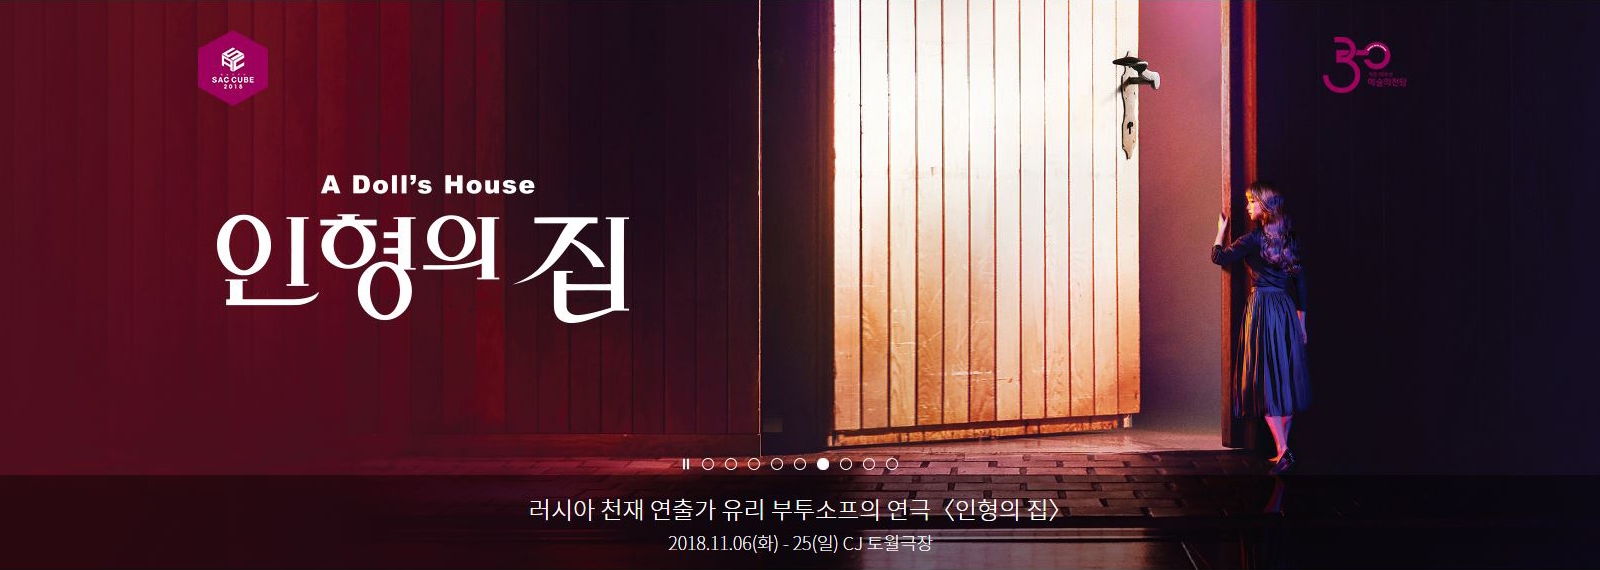 SAC CUBE
2018
예술의전당
A Doll's House
인형의 집
러시아 천재 연출가 유리 부투소프의 연극 〈인형의 집〉
2018.11.06(화) - 25(일) CJ 토월극장